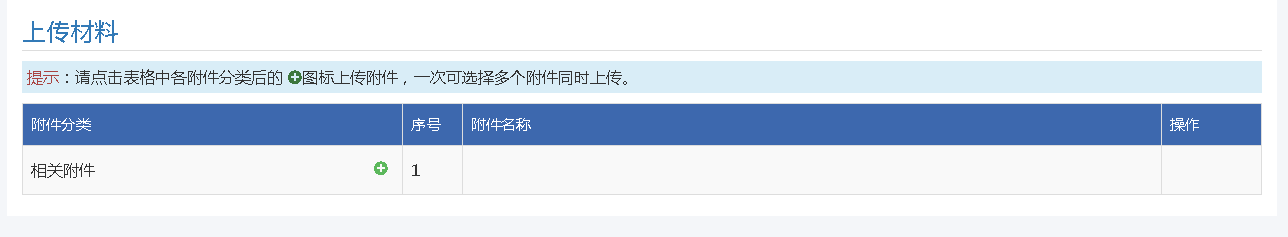 上传材料
提示：请点击表格中各附件分类后的 图标上传附件，一次可选择多个附件同时上传。
附件分类 序号 附件名称 操作
相关附件 1